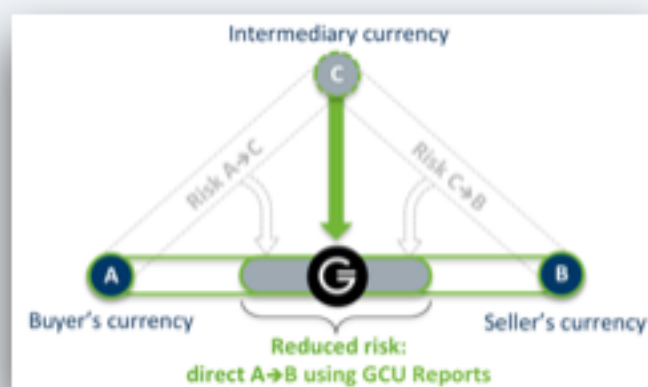 Intermediary currency
C
Risk A→C
Risk C→B
A
G
B
Buyer's currency
Seller's currency
Reduced risk:
direct A→B using GCU Reports